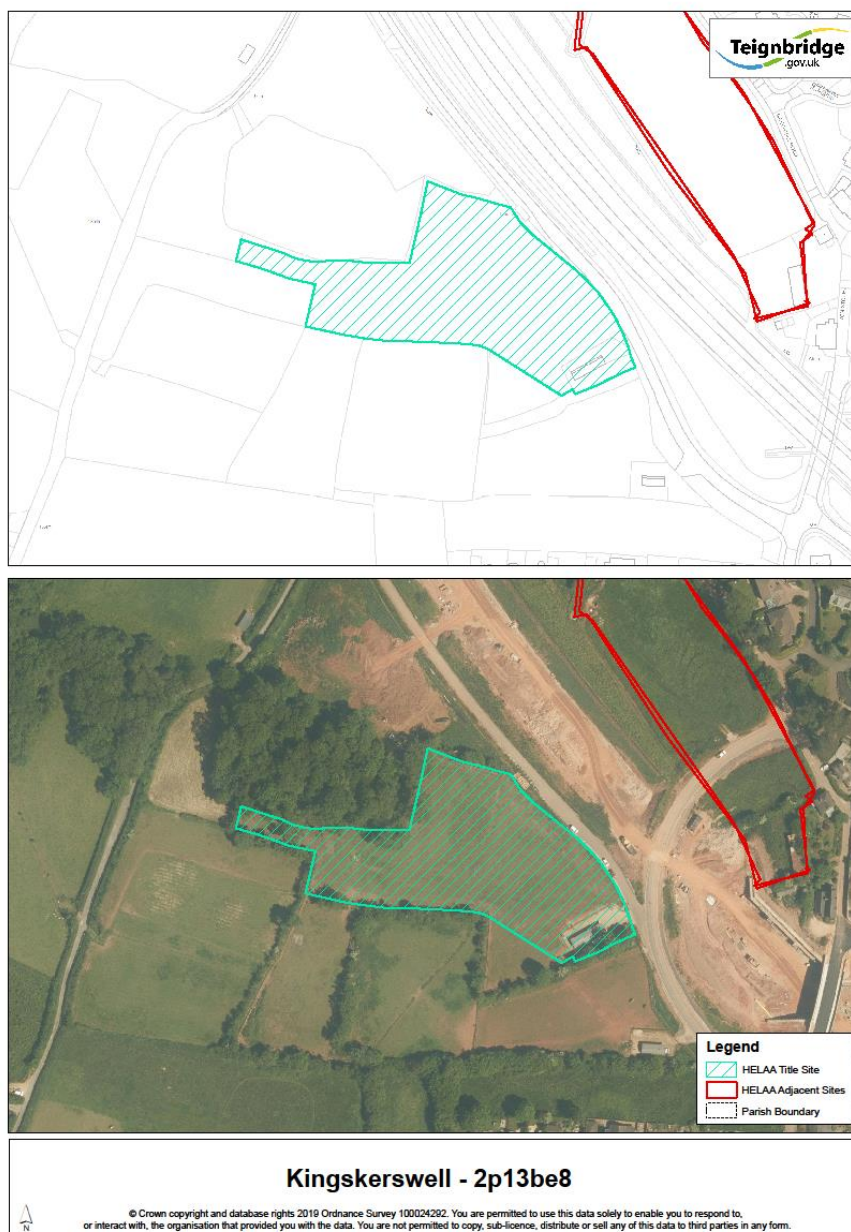 Teignbridge
.gov.uk
Legend
HELAA Title Site
HELAA Adjacent Sites
Parish Boundary
Kingskerswell - 2p13be8
N
© Crown copyright and database rights 2019 Ordnance Survey 100024292. You are permitted to use this data solely to enable you to respond to,
or interact with, the organisation that provided you with the data. You are not permitted to copy, sub-licence, distribute or sell any of this data to third parties in any form.